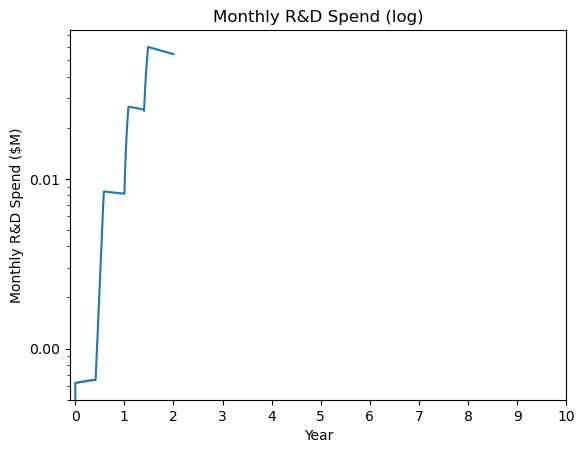 Monthly R&D Spend (log)
Monthly R&D Spend ($M)
0.01
0.00
0 1 2 3 4 5 6 7 8 9 10
Year